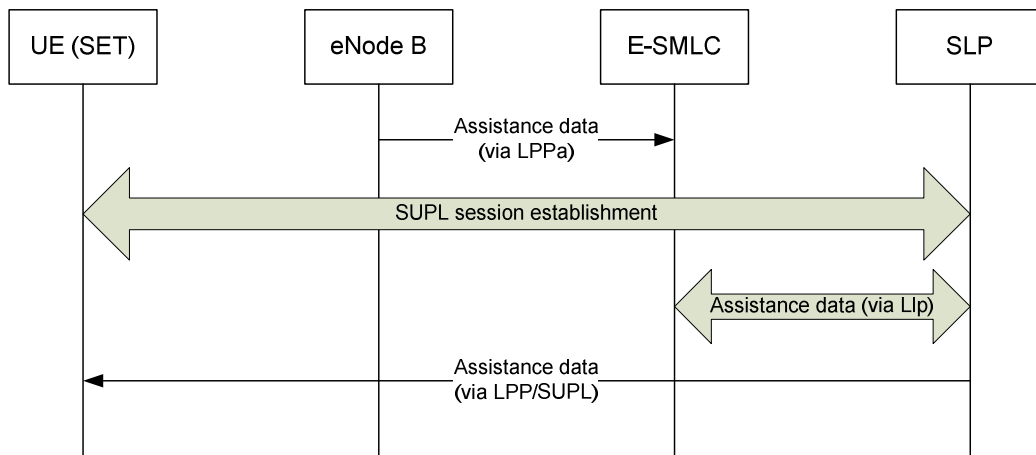 UE (SET)
eNode B
E-SMLC
SLP
Assistance data
(via LPPa)
SUPL session establishment
Assistance data (via Llp)
Assistance data
(via LPP/SUPL)